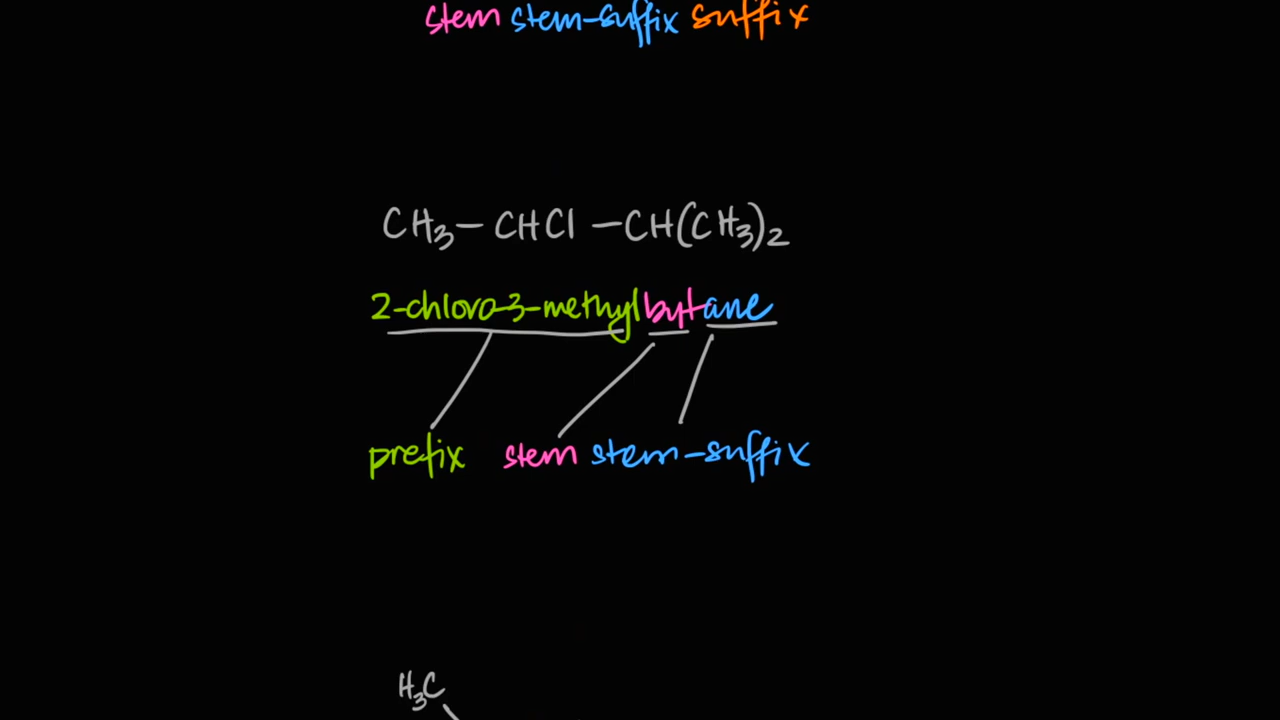 stem stem-suffix suffix
CH3—CHCl—CH(CH3)2
2-chloro-3-methylbutane
prefix stem stem-suffix
H3C